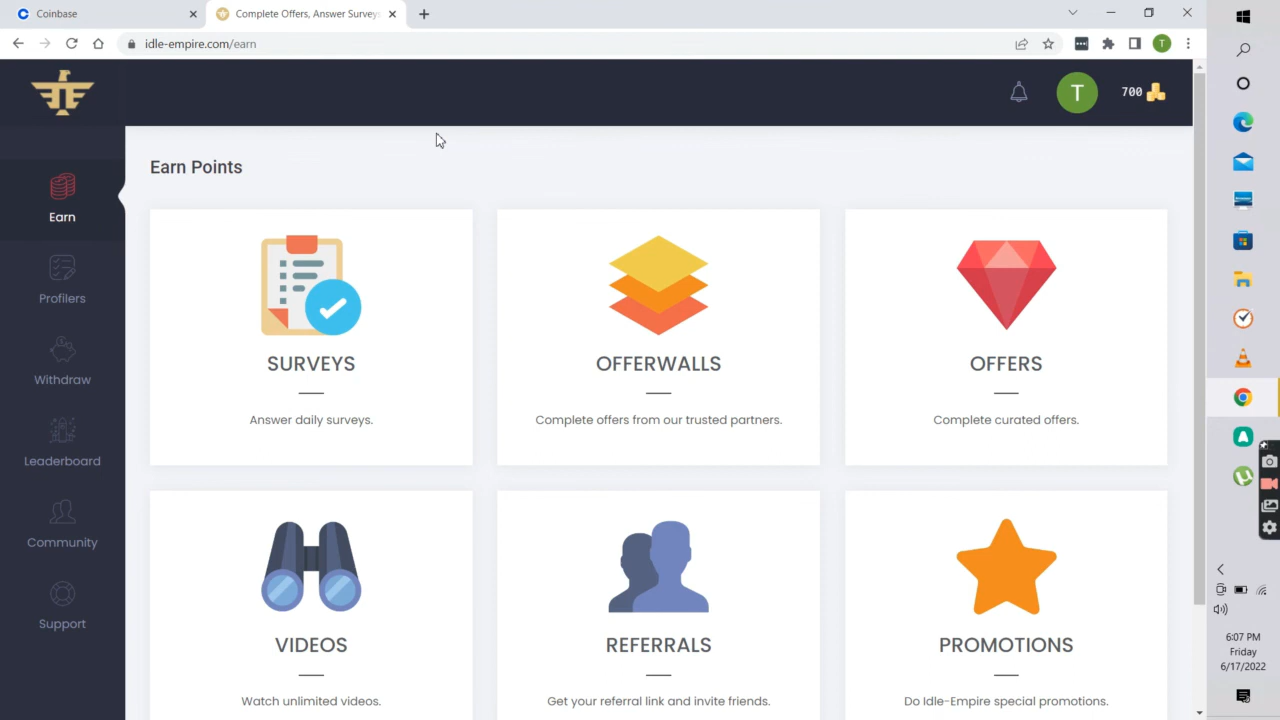 Coinbase
Complete Offers, Answer Surveys
idle-empire.com/earn
T
T
700
Earn
Profilers
Withdraw
Leaderboard
Community
Support
Earn Points
SURVEYS
Answer daily surveys.
OFFERWALLS
Complete offers from our trusted partners.
OFFERS
Complete curated offers.
VIDEOS
Watch unlimited videos.
REFERRALS
Get your referral link and invite friends.
PROMOTIONS
Do Idle-Empire special promotions.
6:07 PM
Friday
6/17/2022